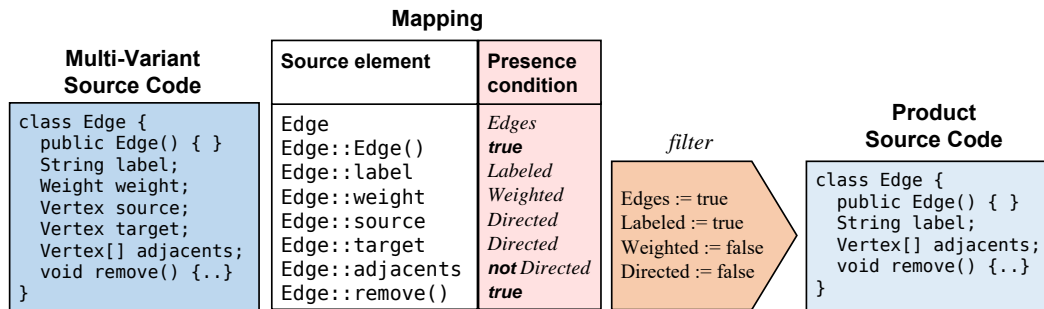 Multi-Variant
Source Code
class Edge {
public Edge() { }
String label;
Weight weight;
Vertex source;
Vertex target;
Vertex[] adjacents;
void remove() {..}
}
Mapping
Source element Presence condition
Edge Edges
Edge::Edge() true
Edge::label Labeled
Edge::weight Weighted
Edge::source Directed
Edge::target Directed
Edge::adjacents not Directed
Edge::remove() true
filter
Edges := true
Labeled := true
Weighted := false
Directed := false
Product
Source Code
class Edge {
public Edge() { }
String label;
Vertex[] adjacents;
void remove() {..}
}